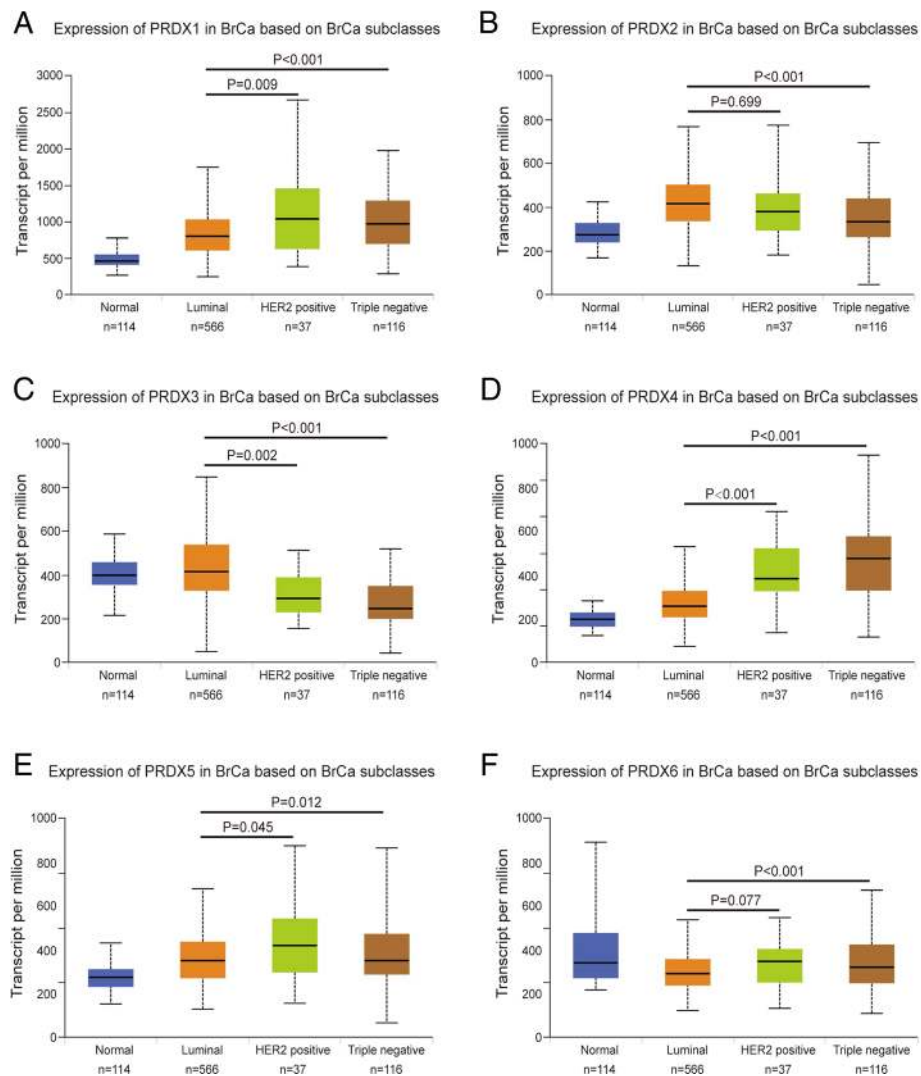 A Expression of PRDX1 in BrCa based on BrCa subclasses
P<0.001
P=0.009
Transcript per million
3000
2500
2000
1500
1000
500
0
Normal Luminal HER2 positive Triple negative
n=114 n=566 n=37 n=116
B Expression of PRDX2 in BrCa based on BrCa subclasses
P<0.001
P=0.699
Transcript per million
1000
800
600
400
200
0
Normal Luminal HER2 positive Triple negative
n=114 n=566 n=37 n=116
C Expression of PRDX3 in BrCa based on BrCa subclasses
P<0.001
P=0.002
Transcript per million
1000
800
600
400
200
0
Normal Luminal HER2 positive Triple negative
n=114 n=566 n=37 n=116
D Expression of PRDX4 in BrCa based on BrCa subclasses
P<0.001
P<0.001
Transcript per million
1000
800
600
400
200
0
Normal Luminal HER2 positive Triple negative
n=114 n=566 n=37 n=116
E Expression of PRDX5 in BrCa based on BrCa subclasses
P=0.012
P=0.045
Transcript per million
1000
800
600
400
200
0
Normal Luminal HER2 positive Triple negative
n=114 n=566 n=37 n=116
F Expression of PRDX6 in BrCa based on BrCa subclasses
P<0.001
P=0.077
Transcript per million
1000
800
600
400
200
0
Normal Luminal HER2 positive Triple negative
n=114 n=566 n=37 n=116